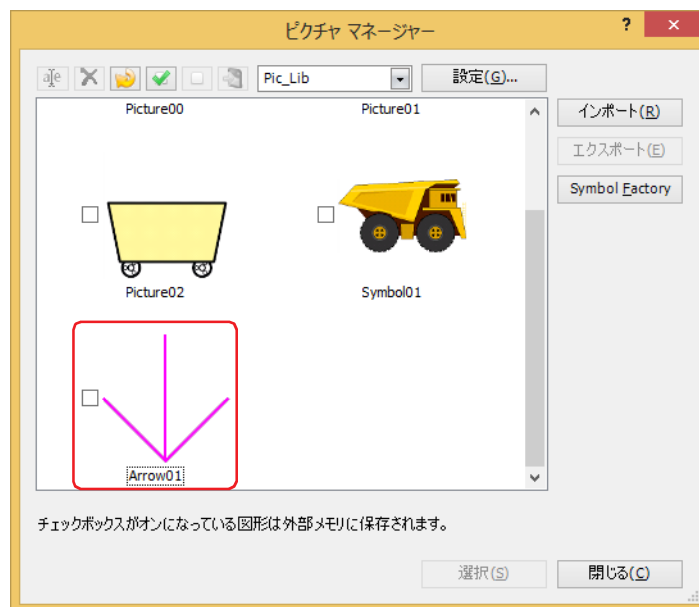 ピクチャ マネージャー
?
×
a|e
Pic_Lib
設定(G)...
Picture00
Picture01
インポート(R)
エクスポート(E)
Symbol Factory
Picture02
Symbol01
Arrow01
チェックボックスがオンになっている図形は外部メモリに保存されます。
選択(S)
閉じる(C)